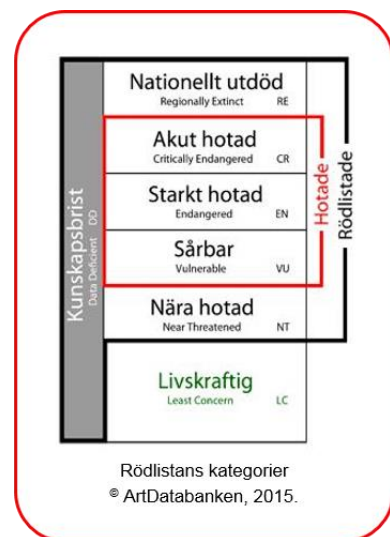 Kunskapsbrist
Data Deficient DD
Nationellt utdöd
Regionally Extinct RE
Akut hotad
Critically Endangered CR
Starkt hotad
Endangered EN
Sårbar
Vulnerable VU
Nära hotad
Near Threatened NT
Livskraftig
Least Concern LC
Hotade
Rödlistade
Rödlistans kategorier
© ArtDatabanken, 2015.